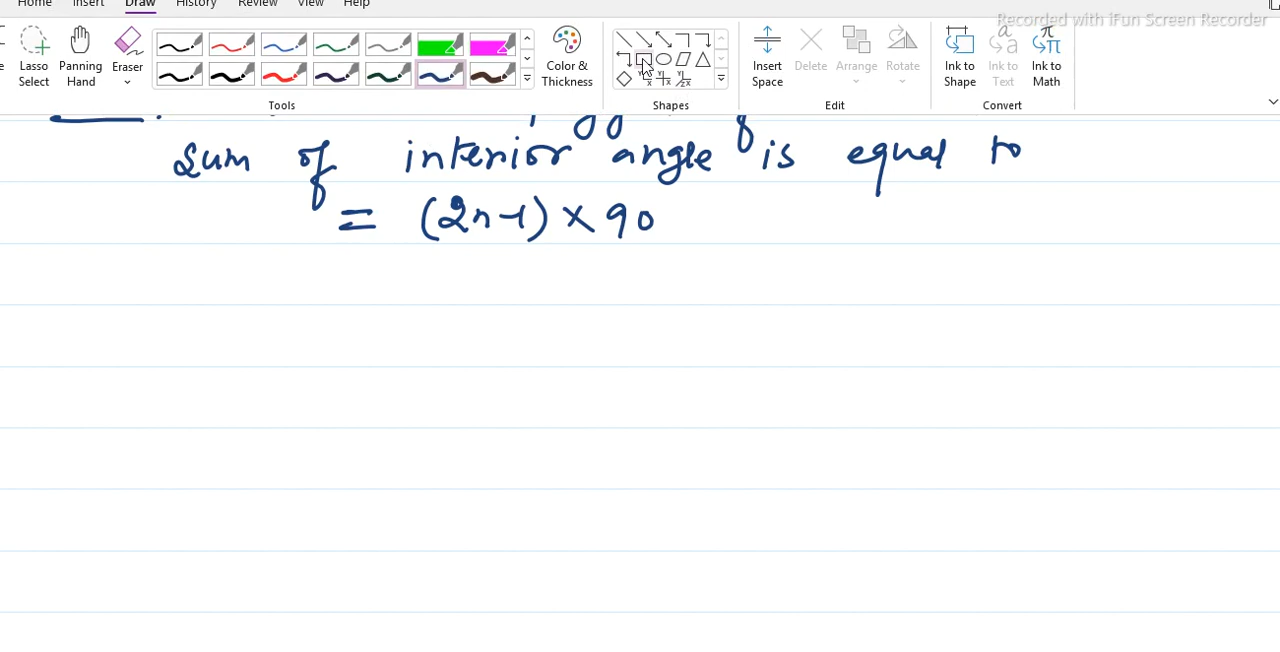 Home Insert Draw History Review View Help
Recorded with iFun Screen Recorder
Lasso Select Panning Hand Eraser Color & Thickness Insert Space Delete Arrange Rotate Ink to Shape Ink to Text Ink to Math
Tools Shapes Edit Convert
Sum of interior angle is equal to
= (2n-1) × 90